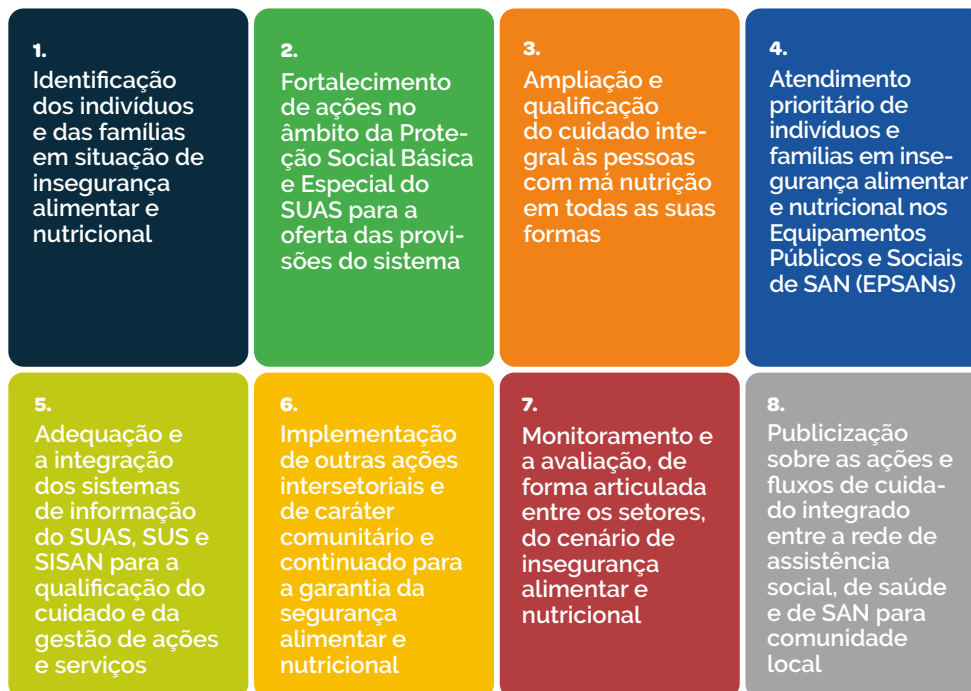 1.
Identificação
dos indivíduos
e das famílias
em situação de
insegurança
alimentar e
nutricional
2.
Fortalecimento
de ações no
âmbito da Prote-
ção Social Básica
e Especial do
SUAS para a
oferta das provi-
sões do sistema
3.
Ampliação e
qualificação
do cuidado inte-
gral às pessoas
com má nutrição
em todas as suas
formas
4.
Atendimento
prioritário de
indivíduos e
famílias em inse-
gurança alimentar
e nutricional nos
Equipamentos
Públicos e Sociais
de SAN (EPSANs)
5.
Adequação e
a integração
dos sistemas
de informação
do SUAS, SUS e
SISAN para a
qualificação do
cuidado e da
gestão de ações
e serviços
6.
Implementação
de outras ações
intersetoriais e
de caráter
comunitário e
continuado para
a garantia da
segurança
alimentar e
nutricional
7.
Monitoramento e
a avaliação, de
forma articulada
entre os setores,
do cenário de
insegurança
alimentar e
nutricional
8.
Publicização
sobre as ações e
fluxos de cuida-
do integrado
entre a rede de
assistência
social, de saúde
e de SAN para
comunidade
local